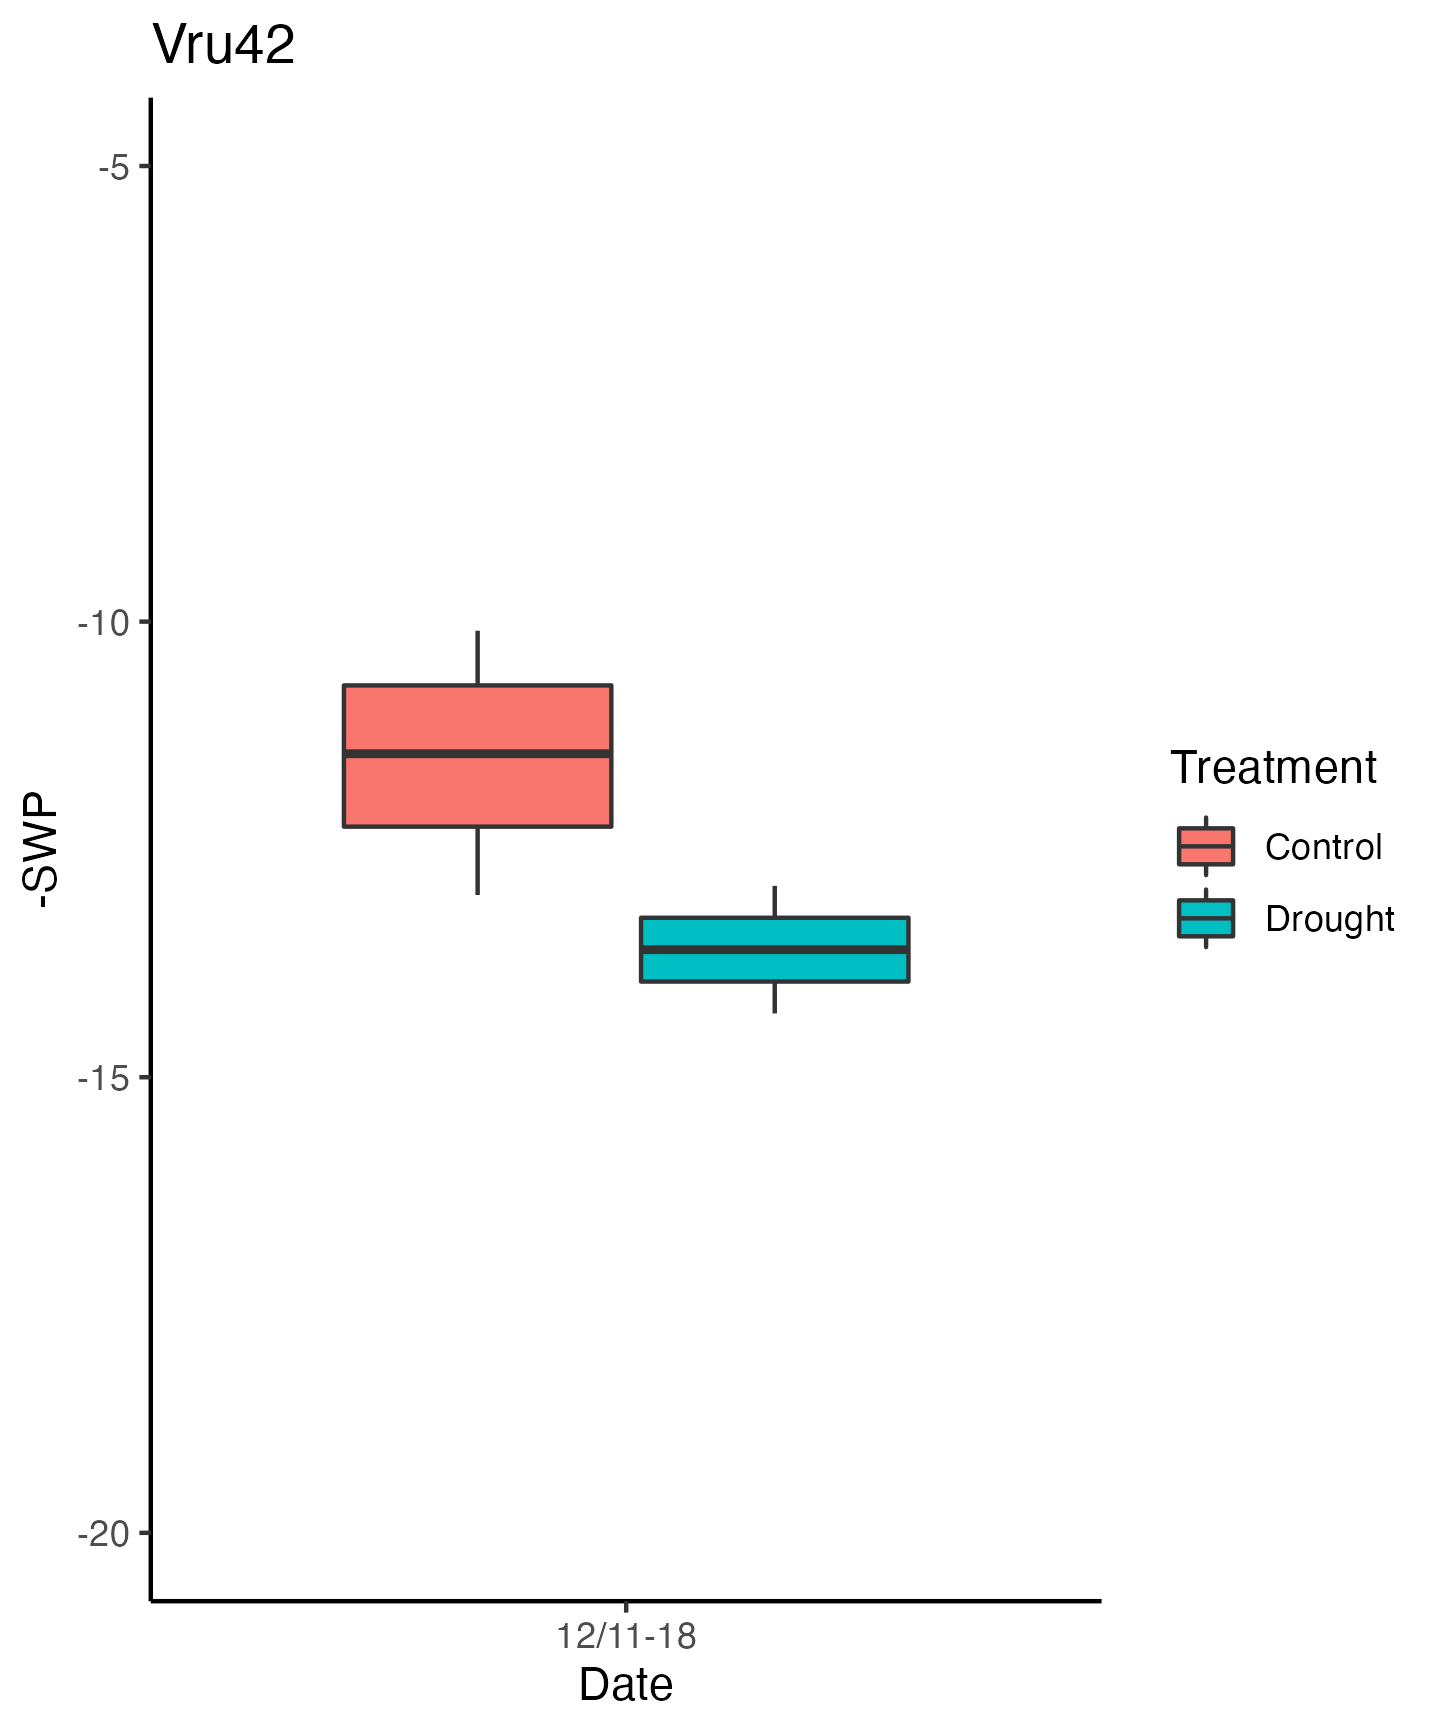 Vru42
-5
-10
-15
-20
-SWP
12/11-18
Date
Treatment
Control
Drought